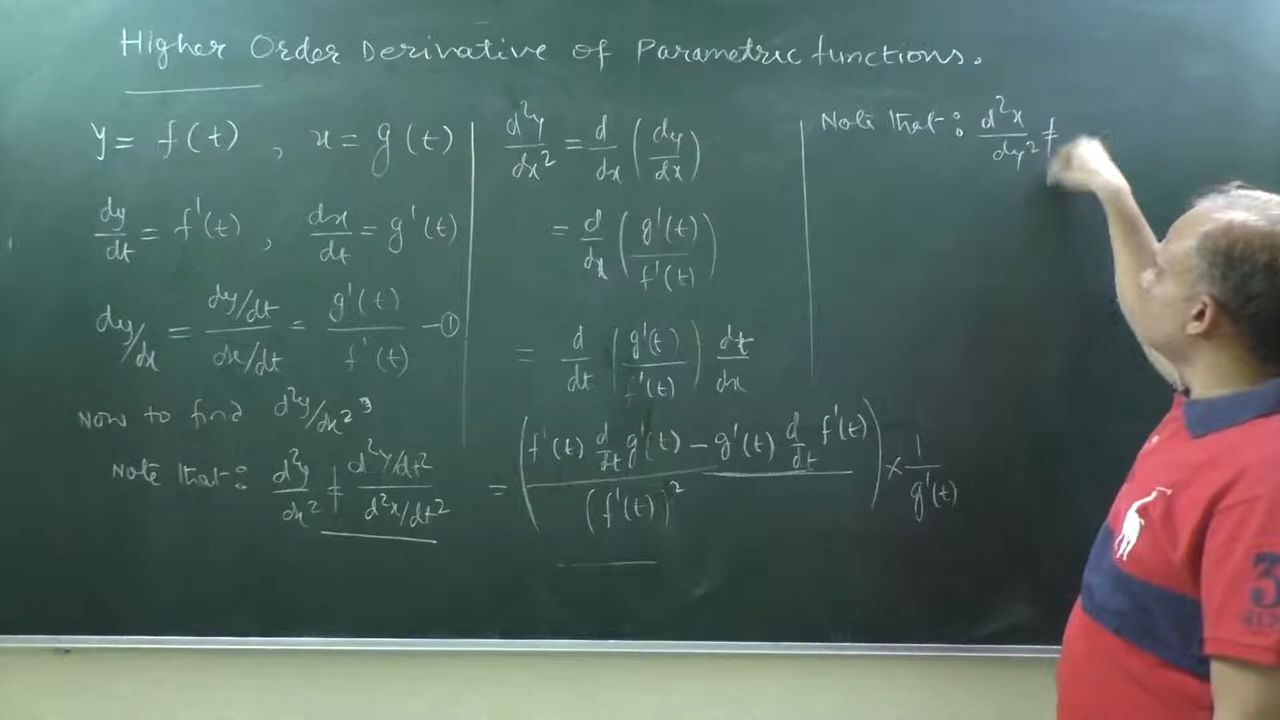 Higher Order Derivative of Parametric functions.
y = f(t) , x = g(t)
dy/dt = f'(t) , dx/dt = g'(t)
dy/dx = (dy/dt)/(dx/dt) = g'(t)/f'(t) —①
Now to find d²y/dx² ³
Note that : d²y/dx² ≠ (d²y/dt²)/(d²x/dt²)
d²y/dx² = d/dx (dy/dx)
= d/dx (g'(t)/f'(t))
= d/dt (g'(t)/f'(t)) dt/dx
= ((f'(t) d/dt g'(t) - g'(t) d/dt f'(t))/(f'(t))²) × 1/g'(t)
Note that : d²x/dy² ≠
3